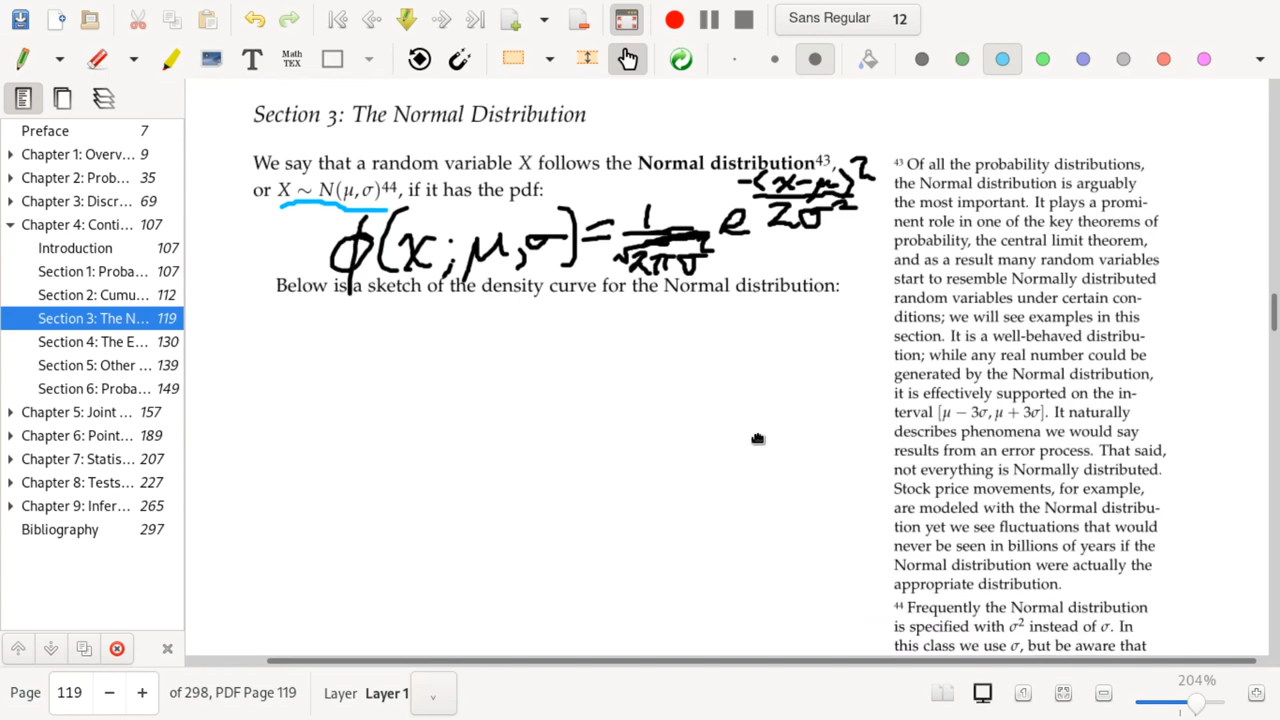 Sans Regular 12
Math
TEX
Preface 7
Chapter 1: Overv... 9
Chapter 2: Prob... 35
Chapter 3: Discr... 69
Chapter 4: Conti... 107
Introduction 107
Section 1: Proba... 107
Section 2: Cumu... 112
Section 3: The N... 119
Section 4: The E... 130
Section 5: Other ... 139
Section 6: Proba... 149
Chapter 5: Joint ... 157
Chapter 6: Point... 189
Chapter 7: Statis... 207
Chapter 8: Tests... 227
Chapter 9: Infer... 265
Bibliography 297
Section 3: The Normal Distribution
We say that a random variable X follows the Normal distribution⁴³,
or X ∼ N(μ, σ)⁴⁴, if it has the pdf:
ϕ(x; μ, σ) = 1/√(2πσ²) e^(-(x-μ)²/2σ²)
Below is a sketch of the density curve for the Normal distribution:
⁴³ Of all the probability distributions,
the Normal distribution is arguably
the most important. It plays a promi-
nent role in one of the key theorems of
probability, the central limit theorem,
and as a result many random variables
start to resemble Normally distributed
random variables under certain con-
ditions; we will see examples in this
section. It is a well-behaved distribu-
tion; while any real number could be
generated by the Normal distribution,
it is effectively supported on the in-
terval [μ − 3σ, μ + 3σ]. It naturally
describes phenomena we would say
results from an error process. That said,
not everything is Normally distributed.
Stock price movements, for example,
are modeled with the Normal distribu-
tion yet we see fluctuations that would
never be seen in billions of years if the
Normal distribution were actually the
appropriate distribution.
⁴⁴ Frequently the Normal distribution
is specified with σ² instead of σ. In
this class we use σ, but be aware that
Page 119 of 298, PDF Page 119 Layer Layer 1 204%